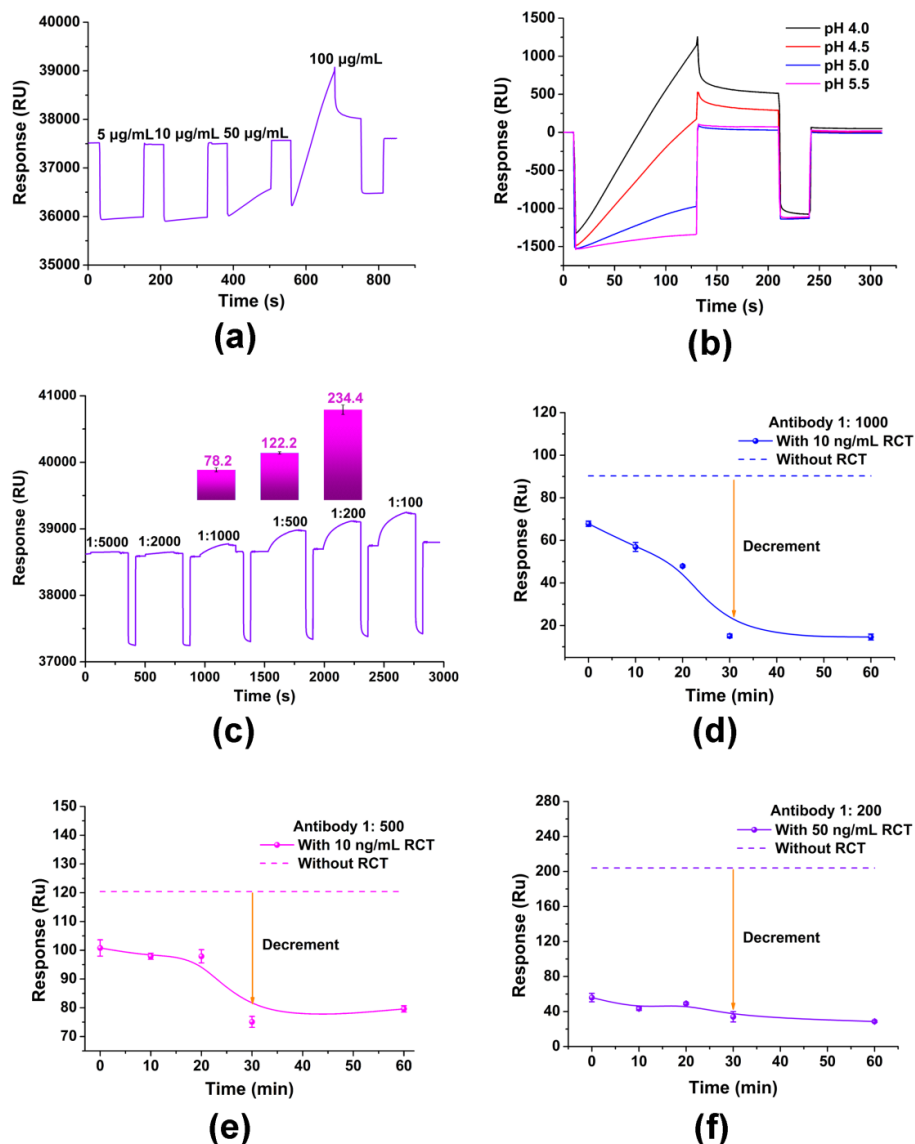 40000
39000
38000
37000
36000
35000
Response (RU)
5 µg/mL 10 µg/mL 50 µg/mL
100 µg/mL
0 200 400 600 800
Time (s)
(a)
1000
500
0
-500
-1000
-1500
Response (RU)
pH 4.0
pH 4.5
pH 5.0
pH 5.5
0 50 100 150 200 250 300
Time (s)
(b)
41000
40000
39000
38000
37000
Response (RU)
78.2
122.2
234.4
1:5000 1:2000 1:1000 1:500 1:200 1:100
0 500 1000 1500 2000 2500 3000
Time (s)
(c)
120
100
80
60
40
20
Response (Ru)
Antibody 1: 1000
With 10 ng/mL RCT
Without RCT
Decrement
0 10 20 30 40 50 60
Time (min)
(d)
150
140
130
120
110
100
90
80
70
Response (Ru)
Antibody 1: 500
With 10 ng/mL RCT
Without RCT
Decrement
0 10 20 30 40 50 60
Time (min)
(e)
280
240
200
160
120
80
40
0
Response (Ru)
Antibody 1: 200
With 50 ng/mL RCT
Without RCT
Decrement
0 10 20 30 40 50 60
Time (min)
(f)